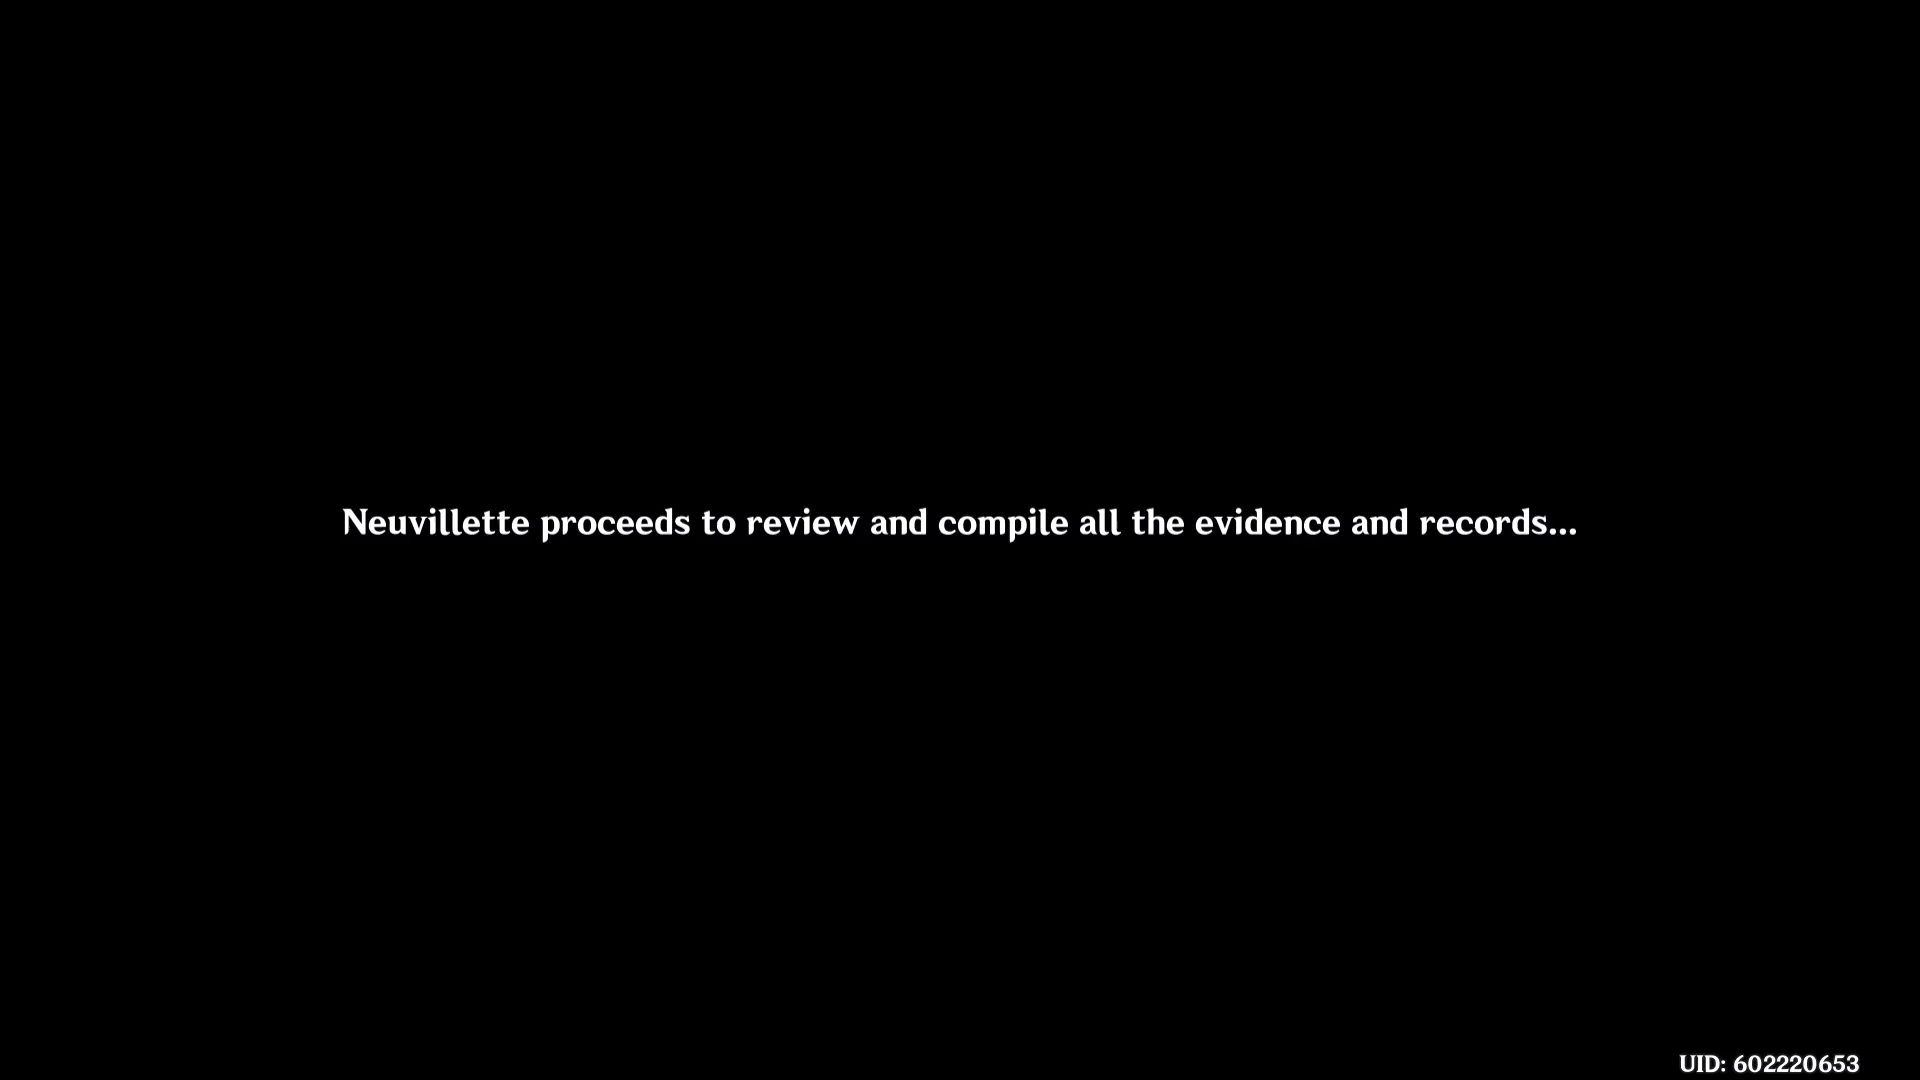 Neuvillette proceeds to review and compile all the evidence and records...
UID: 602220653